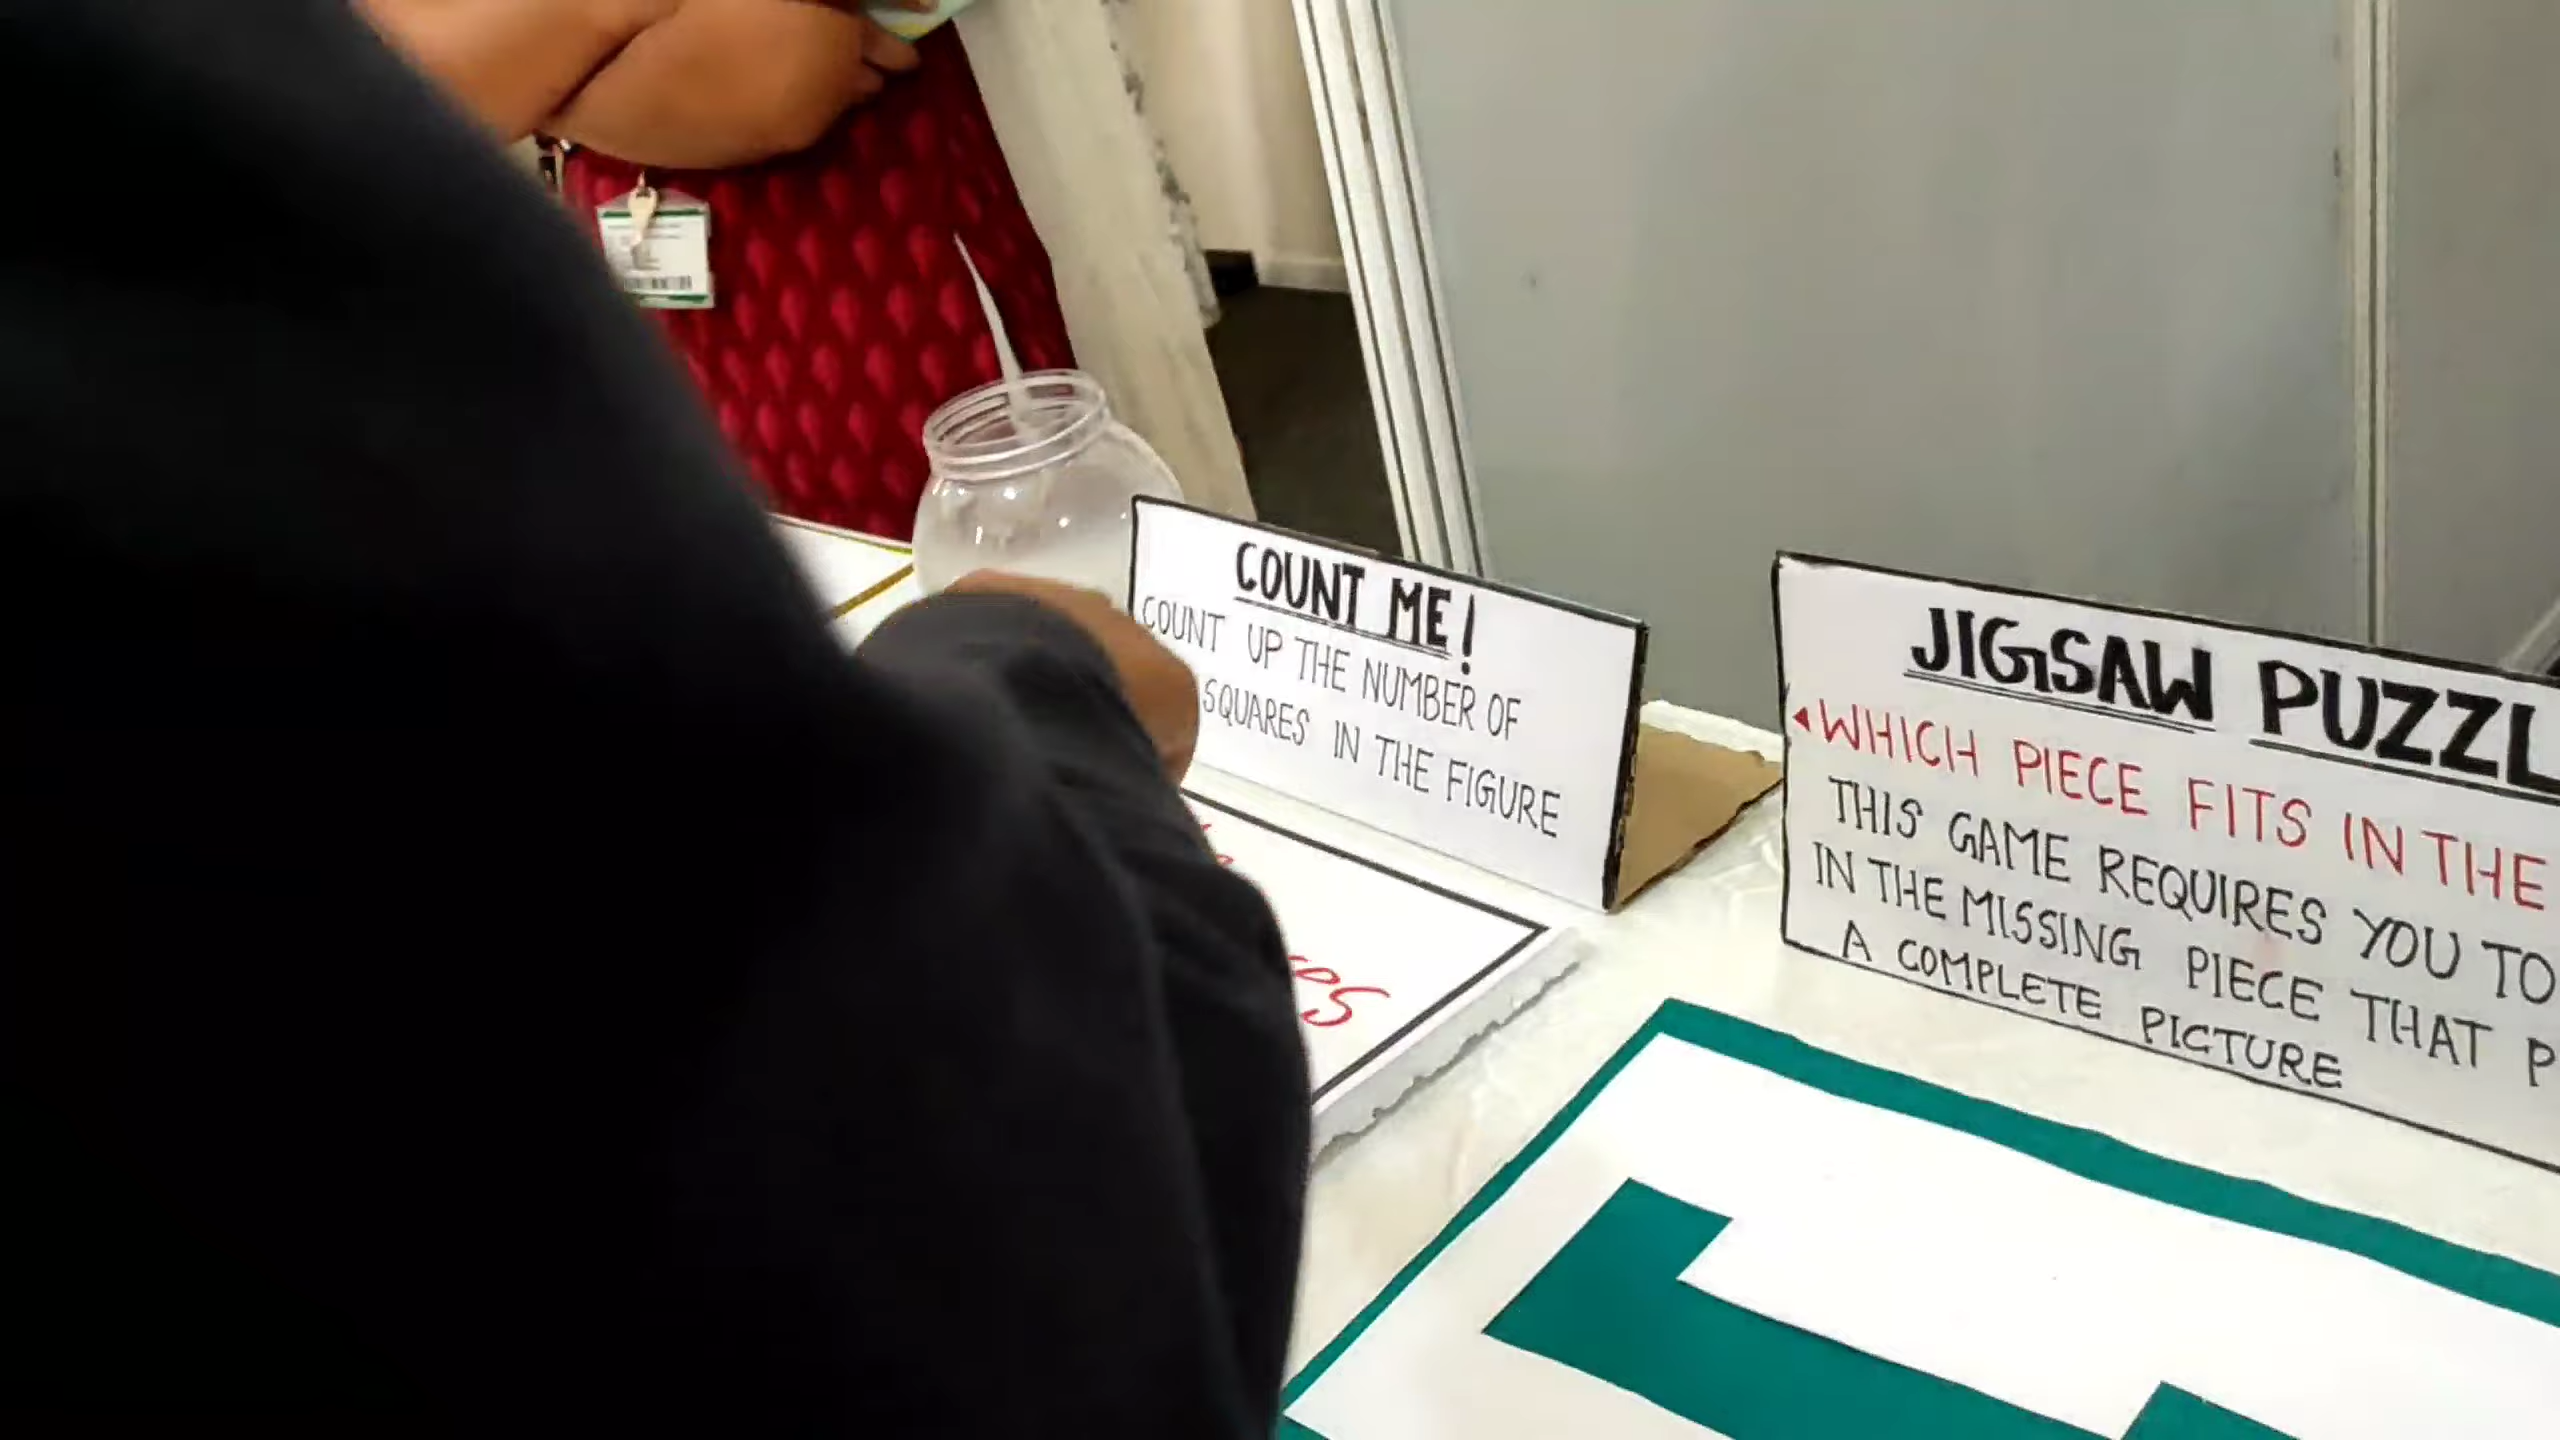 COUNT ME!
COUNT UP THE NUMBER OF
SQUARES IN THE FIGURE
JIGSAW PUZZL
WHICH PIECE FITS IN THE
THIS GAME REQUIRES YOU TO
IN THE MISSING PIECE THAT P
A COMPLETE PICTURE